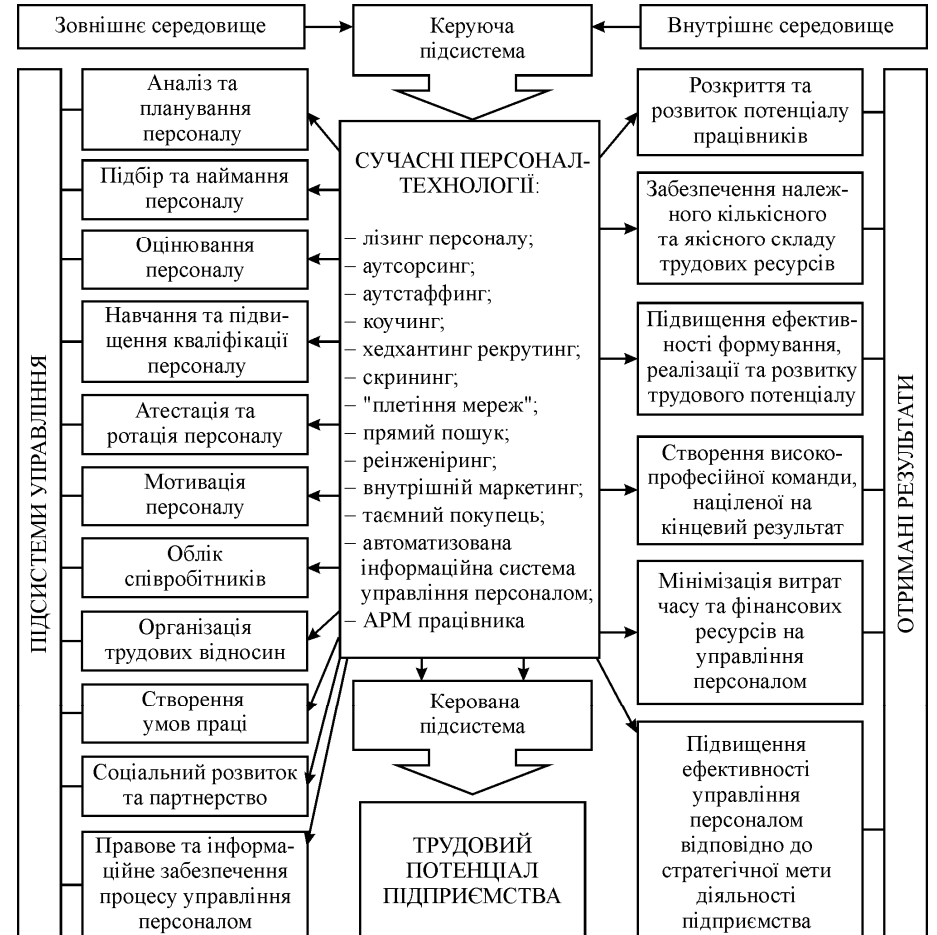 Зовнішнє середовище
Керуюча
підсистема
Внутрішнє середовище
ПІДСИСТЕМИ УПРАВЛІННЯ
Аналіз та
планування
персоналу
Підбір та наймання
персоналу
Оцінювання
персоналу
Навчання та підви-
щення кваліфікації
персоналу
Атестація та
ротація персоналу
Мотивація
персоналу
Облік
співробітників
Організація
трудових відносин
Створення
умов праці
Соціальний розвиток
та партнерство
Правове та інформа-
ційне забезпечення
процесу управління
персоналом
СУЧАСНІ ПЕРСОНАЛ-
ТЕХНОЛОГІЇ:
– лізинг персоналу;
– аутсорсинг;
– аутстаффинг;
– коучинг;
– хедхантинг рекрутинг;
– скрининг;
– "плетіння мереж";
– прямий пошук;
– реінженіринг;
– внутрішній маркетинг;
– таємний покупець;
– автоматизована
інформаційна система
управління персоналом;
– АРМ працівника
Керована
підсистема
ТРУДОВИЙ
ПОТЕНЦІАЛ
ПІДПРИЄМСТВА
Розкриття та
розвиток потенціалу
працівників
Забезпечення належ-
ного кількісного
та якісного складу
трудових ресурсів
Підвищення ефектив-
ності формування,
реалізації та розвитку
трудового потенціалу
Створення високо-
професійної команди,
націленої на
кінцевий результат
Мінімізація витрат
часу та фінансових
ресурсів на
управління
персоналом
Підвищення
ефективності
управління
персоналом
відповідно до
стратегічної мети
діяльності
підприємства
ОТРИМАНІ РЕЗУЛЬТАТИ